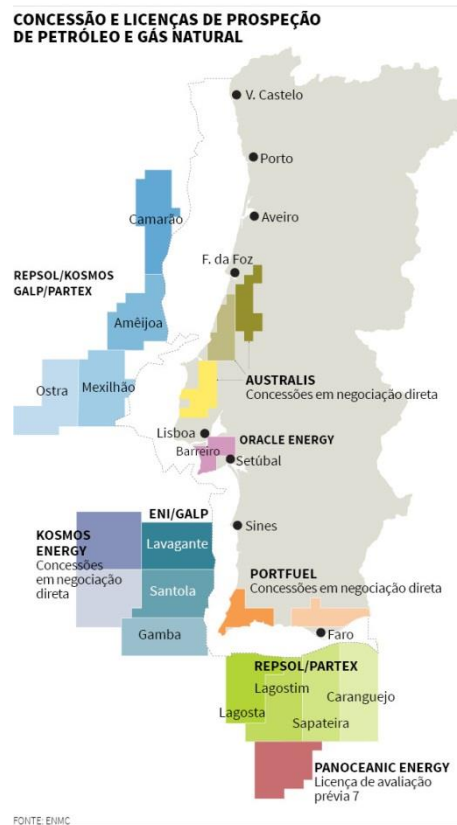 CONCESSÃO E LICENÇAS DE PROSPEÇÃO
DE PETRÓLEO E GÁS NATURAL
V. Castelo
Porto
Camarão
Aveiro
F. da Foz
REPSOL/KOSMOS
GALP/PARTEX
Amêijoa
Ostra
Mexilhão
AUSTRALIS
Concessões em negociação direta
Lisboa
Barreiro
ORACLE ENERGY
Setúbal
ENI/GALP
Sines
KOSMOS
ENERGY
Concessões
em negociação
direta
Lavagante
Santola
Gamba
PORTFUEL
Concessões em negociação direta
Faro
REPSOL/PARTEX
Lagostim
Caranguejo
Lagosta
Sapateira
PANOCEANIC ENERGY
Licença de avaliação
prévia 7
FONTE: ENMC